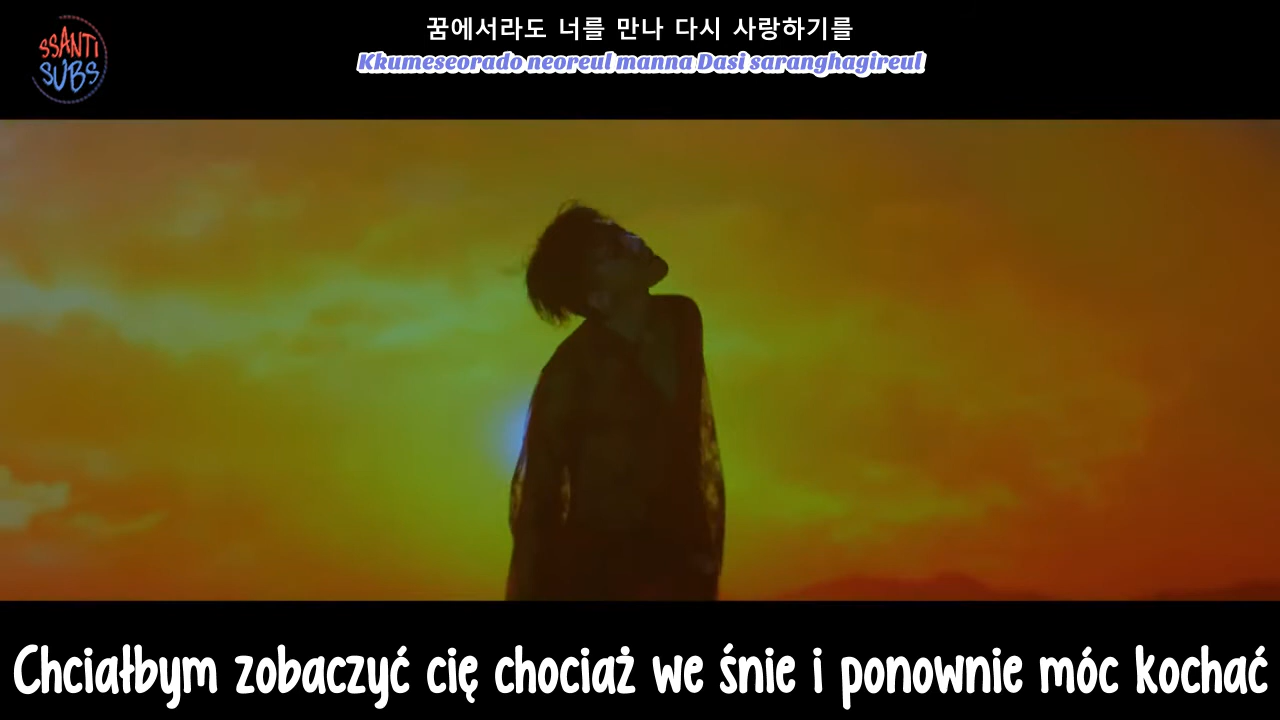 꿈에서라도 너를 만나 다시 사랑하기를
SSANTI
SUBS
Kkumeseorado neoreul manna Dasi saranghagireul
Chciałbym zobaczyć cię chociaż we śnie i ponownie móc kochać